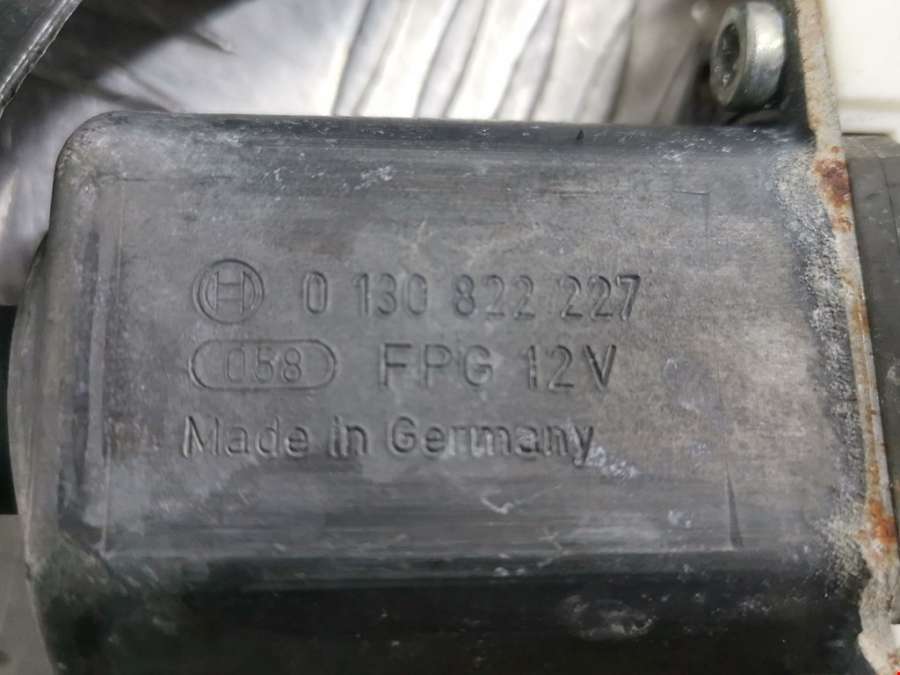 0 130 822 227
058 FPG 12V
Made in Germany